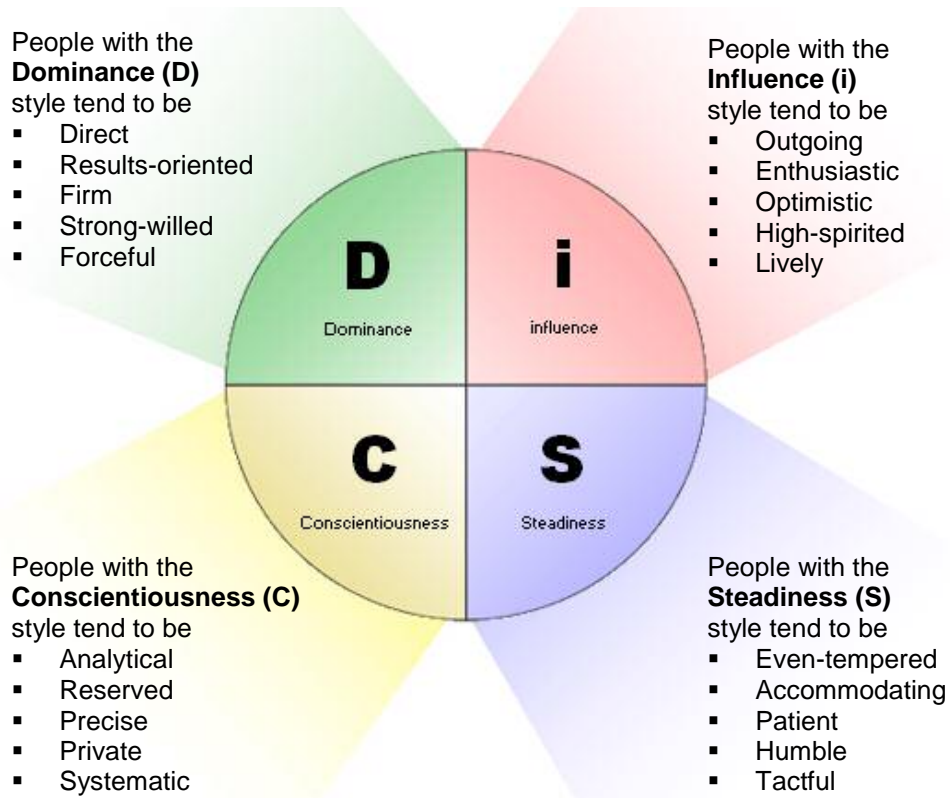 People with the
Dominance (D)
style tend to be
▪ Direct
▪ Results-oriented
▪ Firm
▪ Strong-willed
▪ Forceful
People with the
Influence (i)
style tend to be
▪ Outgoing
▪ Enthusiastic
▪ Optimistic
▪ High-spirited
▪ Lively
D
Dominance
i
influence
C
Conscientiousness
S
Steadiness
People with the
Conscientiousness (C)
style tend to be
▪ Analytical
▪ Reserved
▪ Precise
▪ Private
▪ Systematic
People with the
Steadiness (S)
style tend to be
▪ Even-tempered
▪ Accommodating
▪ Patient
▪ Humble
▪ Tactful